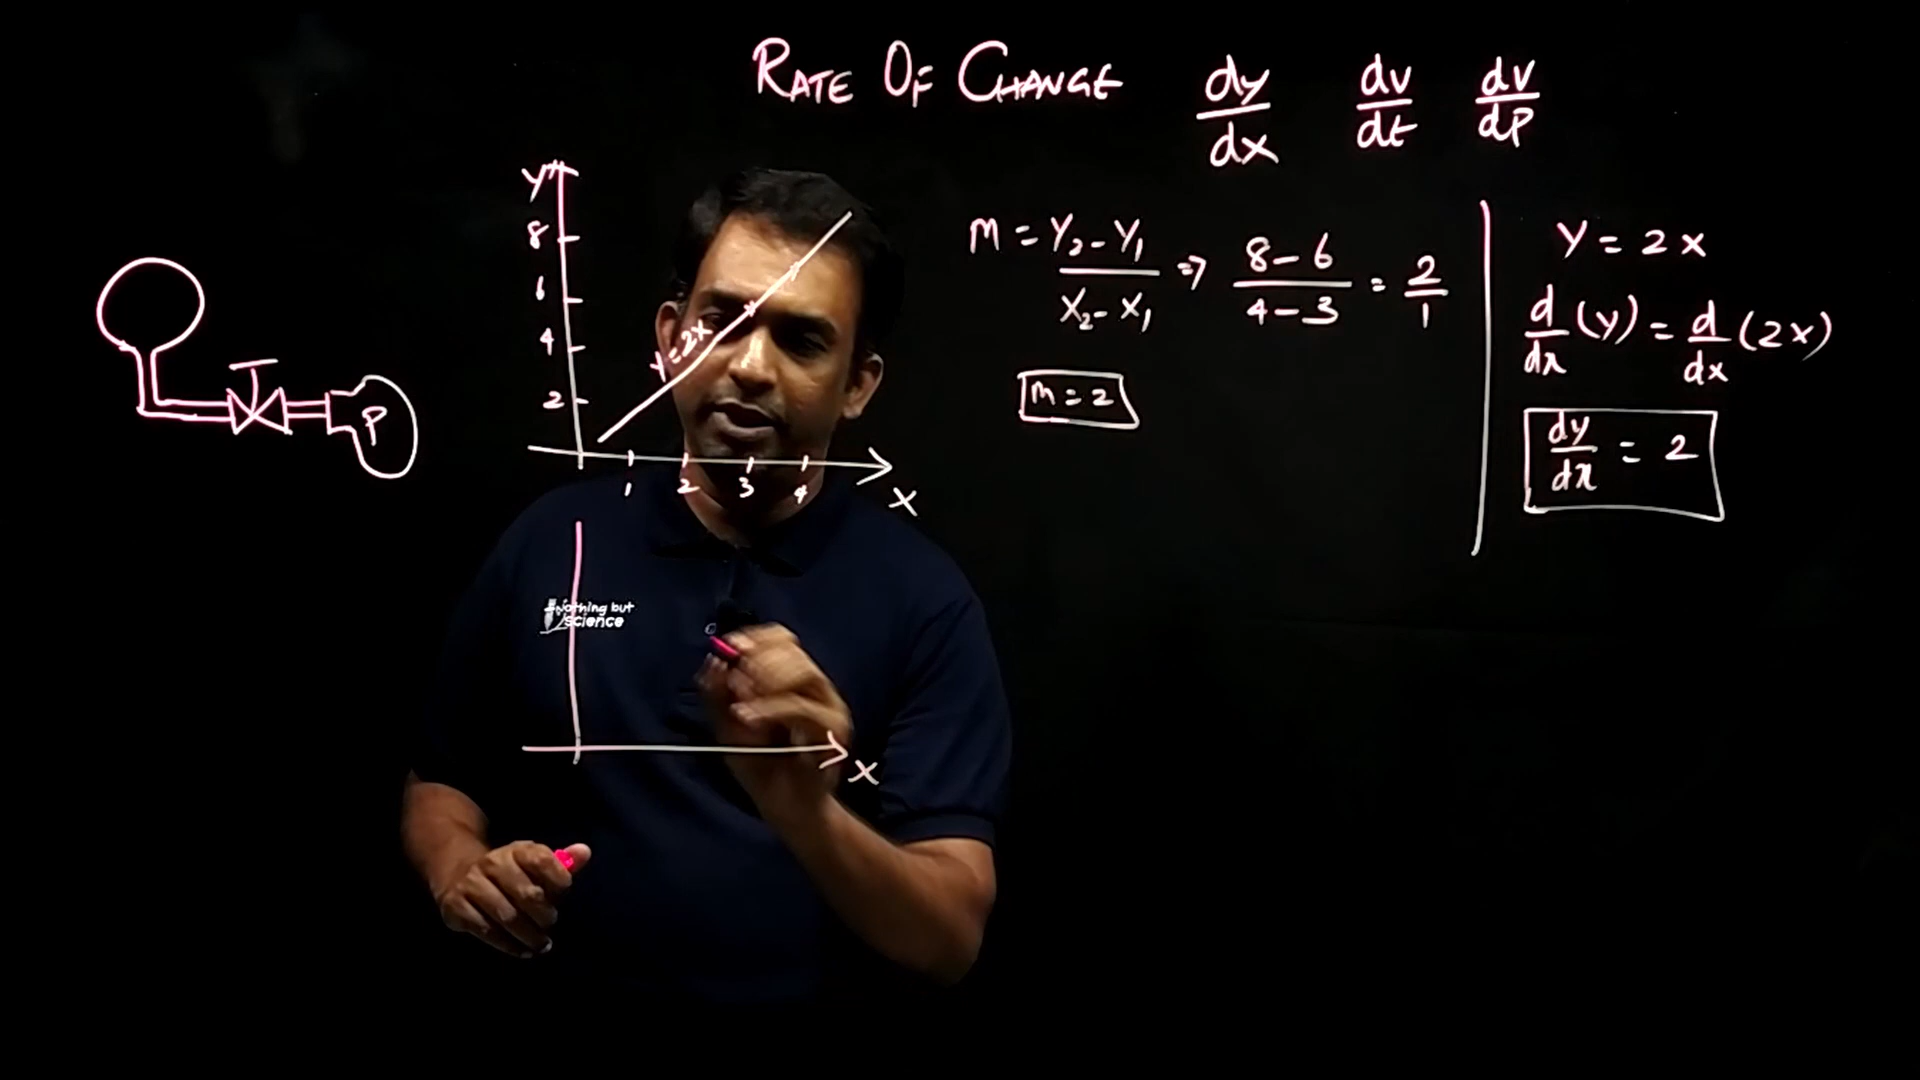 RATE OF CHANGE dy/dx dv/dt dv/dP
Y
8
6
4
2
Y = 2x
1 2 3 4
X
P
m = Y2 - Y1 / X2 - X1 => 8 - 6 / 4 - 3 = 2/1
m = 2
Y = 2x
d/dx (y) = d/dx (2x)
dy/dx = 2
Nothing but
science
X